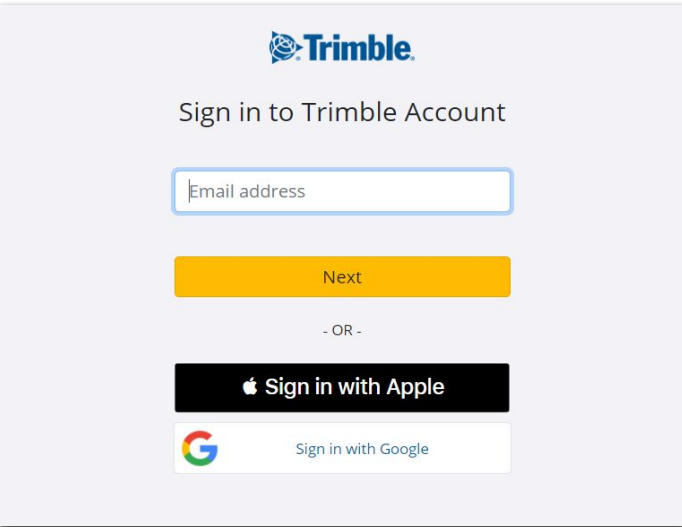 Trimble
Sign in to Trimble Account
Email address
Next
- OR -
Sign in with Apple
Sign in with Google